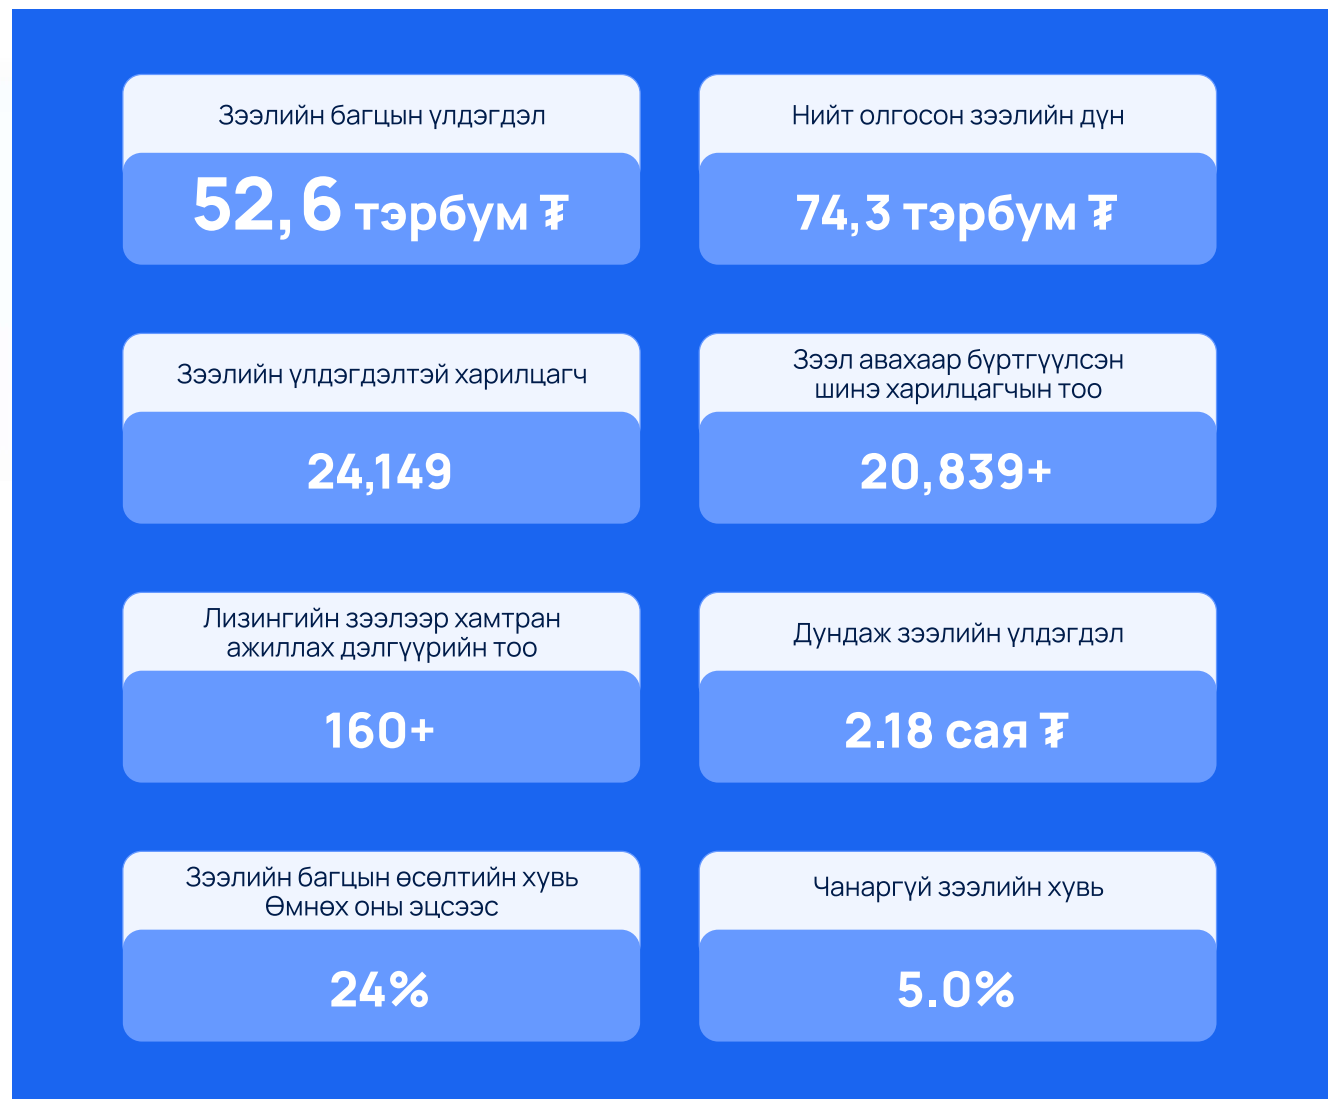 Зээлийн багцын үлдэгдэл
52,6 тэрбум ₮
Нийт олгосон зээлийн дүн
74,3 тэрбум ₮
Зээлийн үлдэгдэлтэй харилцагч
24,149
Зээл авахаар бүртгүүлсэн
шинэ харилцагчын тоо
20,839+
Лизингийн зээлээр хамтран
ажиллах дэлгүүрийн тоо
160+
Дундаж зээлийн үлдэгдэл
2.18 сая ₮
Зээлийн багцын өсөлтийн хувь
Өмнөх оны эцсээс
24%
Чанаргүй зээлийн хувь
5.0%